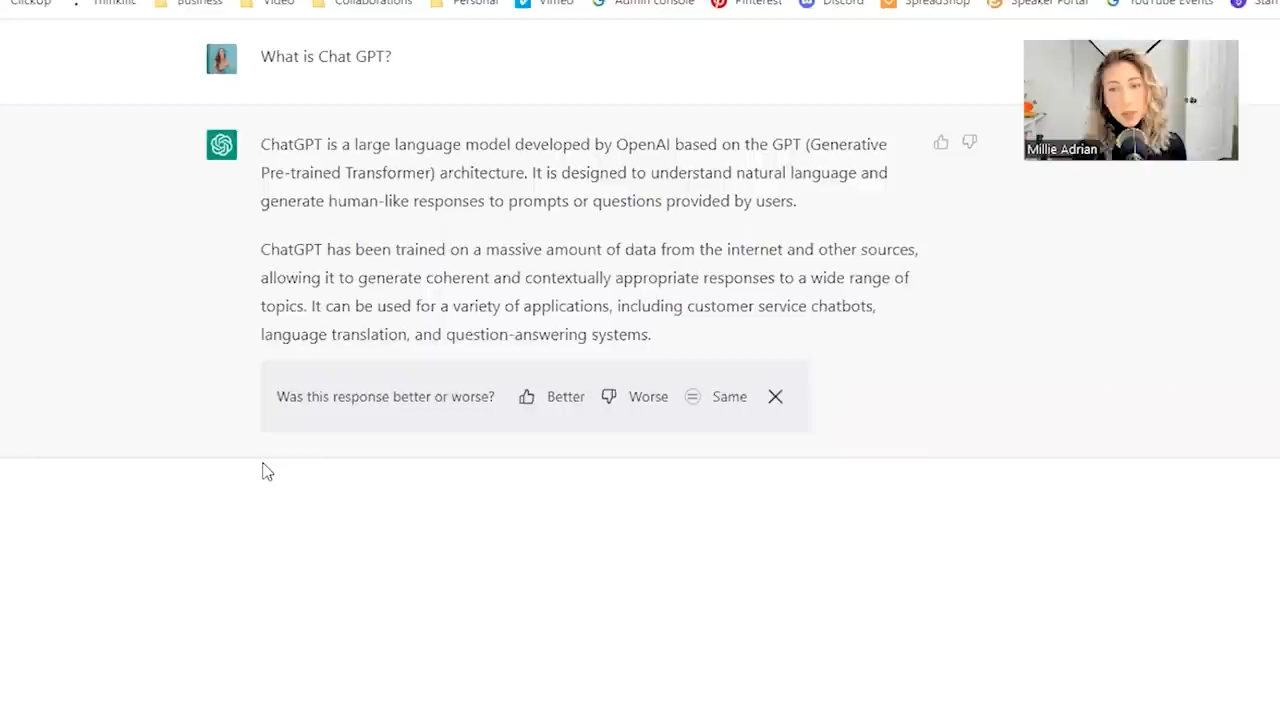 ClickUp Thinkific Business Video Collaborations Personal Vimeo Admin console Pinterest Discord SpreadShop Speaker Portal YouTube Events
What is Chat GPT?
Millie Adrian
ChatGPT is a large language model developed by OpenAI based on the GPT (Generative
Pre-trained Transformer) architecture. It is designed to understand natural language and
generate human-like responses to prompts or questions provided by users.
ChatGPT has been trained on a massive amount of data from the internet and other sources,
allowing it to generate coherent and contextually appropriate responses to a wide range of
topics. It can be used for a variety of applications, including customer service chatbots,
language translation, and question-answering systems.
Was this response better or worse? Better Worse Same